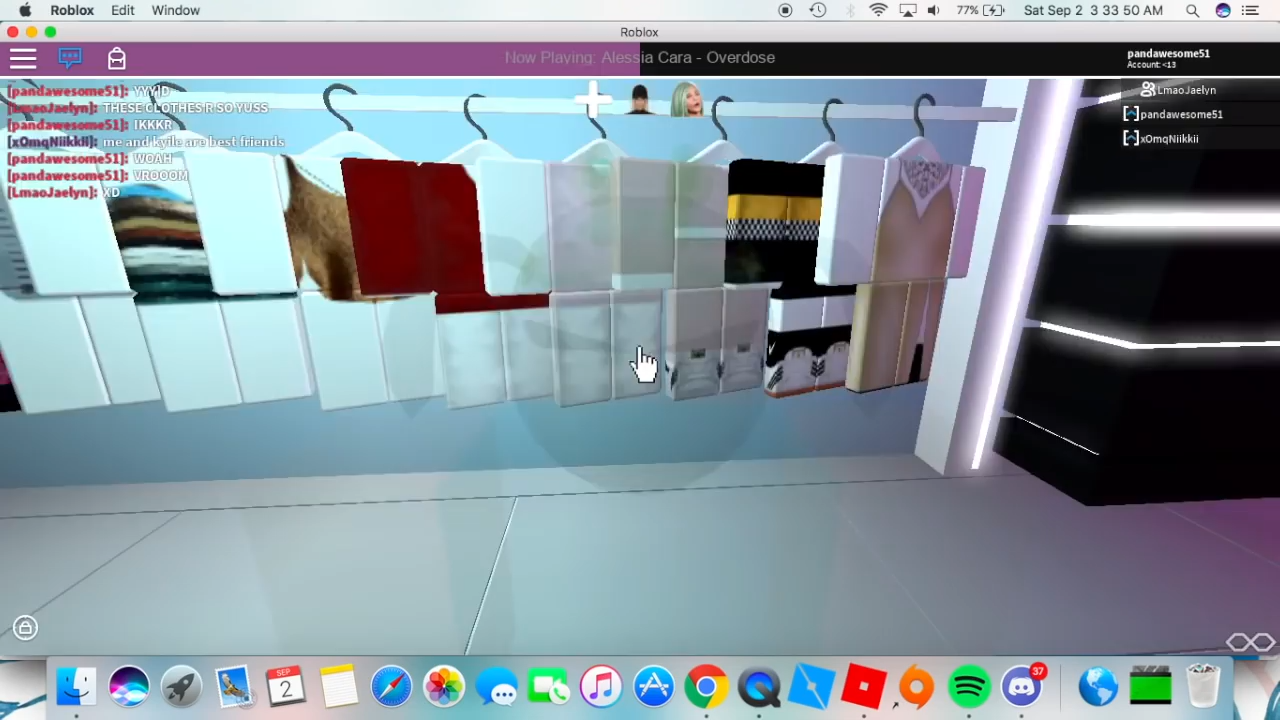 Roblox Edit Window 77% Sat Sep 2 3 33 50 AM
Roblox
Now Playing: Alessia Cara - Overdose
pandawesome51
Account: <13
LmaoJaelyn
pandawesome51
xOmqNiikkii
[pandawesome51]: YYYID
[LmaoJaelyn]: THESE CLOTHES R SO YUSS
[pandawesome51]: IKKKR
[xOmqNiikkiI]: me and kyile are best friends
[pandawesome51]: WOAH
[pandawesome51]: VROOOM
[LmaoJaelyn]: XD
SEP
2
37